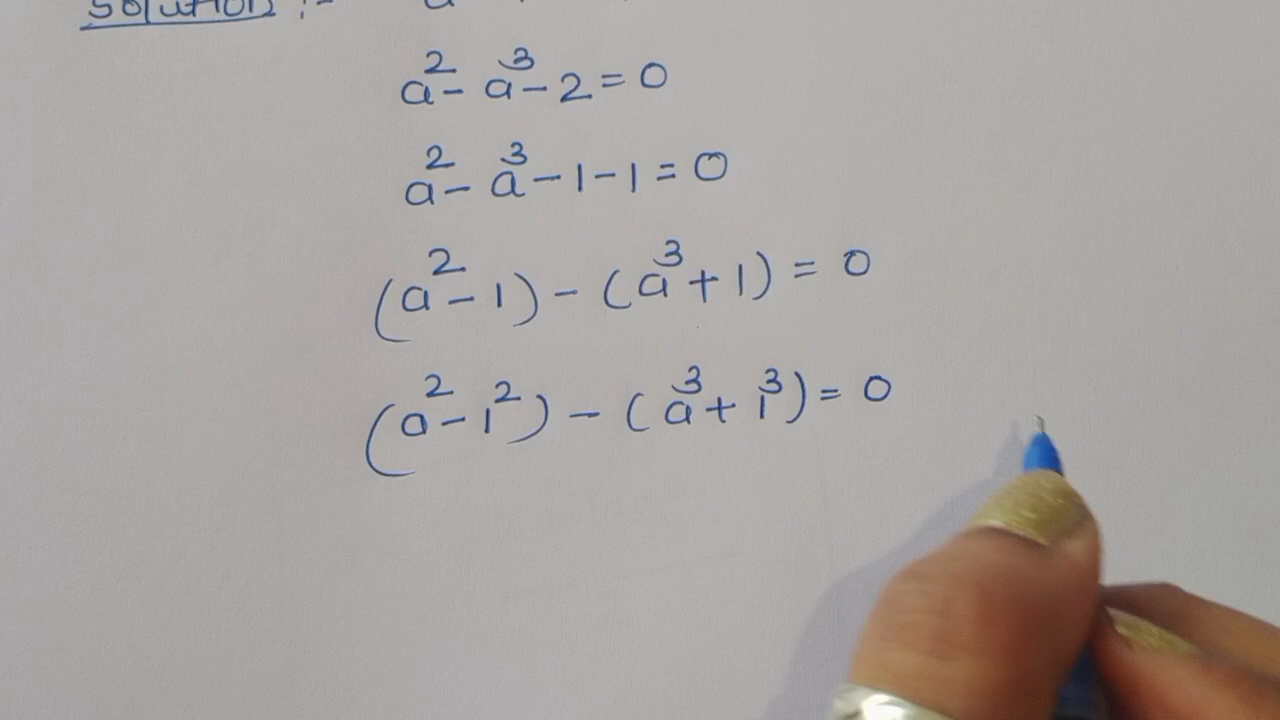 Solution :-
a² - a³ - 2 = 0
a² - a³ - 1 - 1 = 0
(a² - 1) - (a³ + 1) = 0
(a² - 1²) - (a³ + 1³) = 0